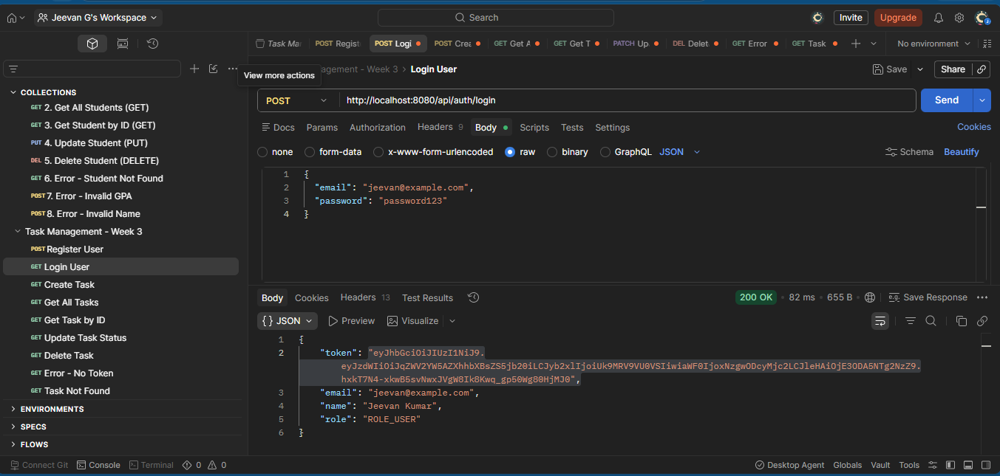 Jeevan G's Workspace
Search
Invite
Upgrade
Task Ma
POST Regist
POST Logi
POST Crea
GET Get A
GET Get T
PATCH Up
DEL Delet
GET Error
GET Task
No environment
View more actions
agement - Week 3 > Login User
Save
Share
COLLECTIONS
GET 2. Get All Students (GET)
GET 3. Get Student by ID (GET)
PUT 4. Update Student (PUT)
DEL 5. Delete Student (DELETE)
GET 6. Error - Student Not Found
POST 7. Error - Invalid GPA
POST 8. Error - Invalid Name
Task Management - Week 3
POST Register User
GET Login User
GET Create Task
GET Get All Tasks
GET Get Task by ID
GET Update Task Status
GET Delete Task
GET Error - No Token
GET Task Not Found
ENVIRONMENTS
SPECS
FLOWS
POST
http://localhost:8080/api/auth/login
Send
Docs
Params
Authorization
Headers 9
Body
Scripts
Tests
Settings
Cookies
none
form-data
x-www-form-urlencoded
raw
binary
GraphQL
JSON
Schema
Beautify
1 {
2 "email": "jeevan@example.com",
3 "password": "password123"
4 }
Body
Cookies
Headers 13
Test Results
200 OK
82 ms
655 B
e.g. Save Response
{} JSON
Preview
Visualize
1 {
2 "token": "eyJhbGciOiJIUzI1NiJ9.
eyJzdWIiOiJqZWV2YW5AZXhhbXBsZS5jb20iLCJyb2xlIjoiUk9MRV9VU0VSIiwiaWF0IjoxNzgwODcyMjc2LCJleHAiOjE3ODA5NTg2NzZ9.
hxkT7N4-xkwB5svNwxJVgW8Ik8Kwq_gp50Wg80HjMJ0",
3 "email": "jeevan@example.com",
4 "name": "Jeevan Kumar",
5 "role": "ROLE_USER"
6 }
Connect Git
Console
Terminal
0
0
Desktop Agent
Globals
Vault
Tools